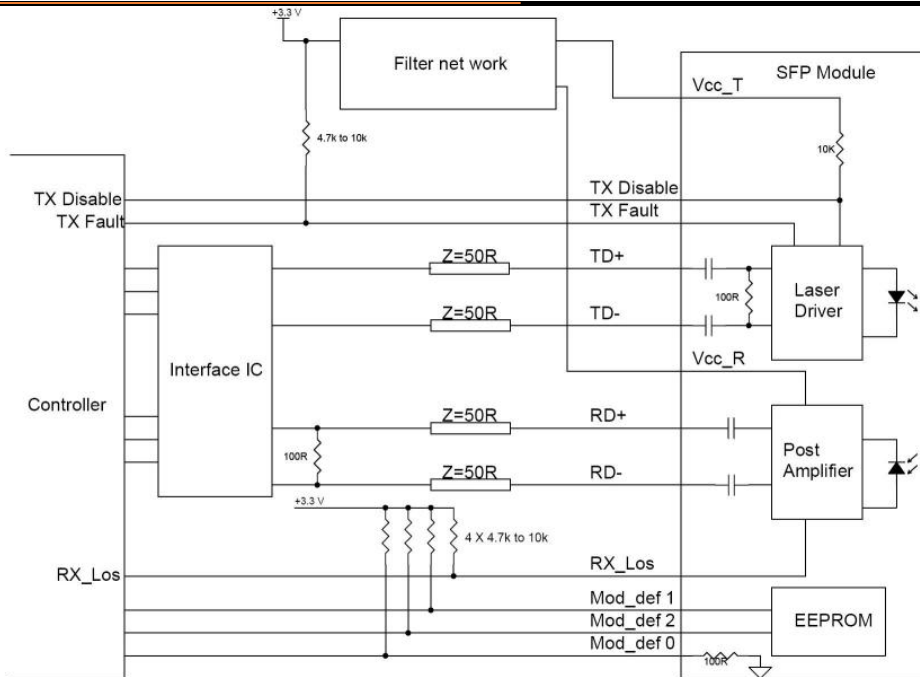 +3.3 V
Filter net work
SFP Module
Vcc_T
4.7k to 10k
10K
TX Disable
TX Disable
TX Fault
TX Fault
Z=50R
TD+
100R
Laser
Driver
Z=50R
TD-
Vcc_R
Interface IC
Controller
Z=50R
RD+
100R
Post
Amplifier
Z=50R
RD-
+3.3 V
4 X 4.7k to 10k
RX_Los
RX_Los
Mod_def 1
Mod_def 2
EEPROM
Mod_def 0
100R